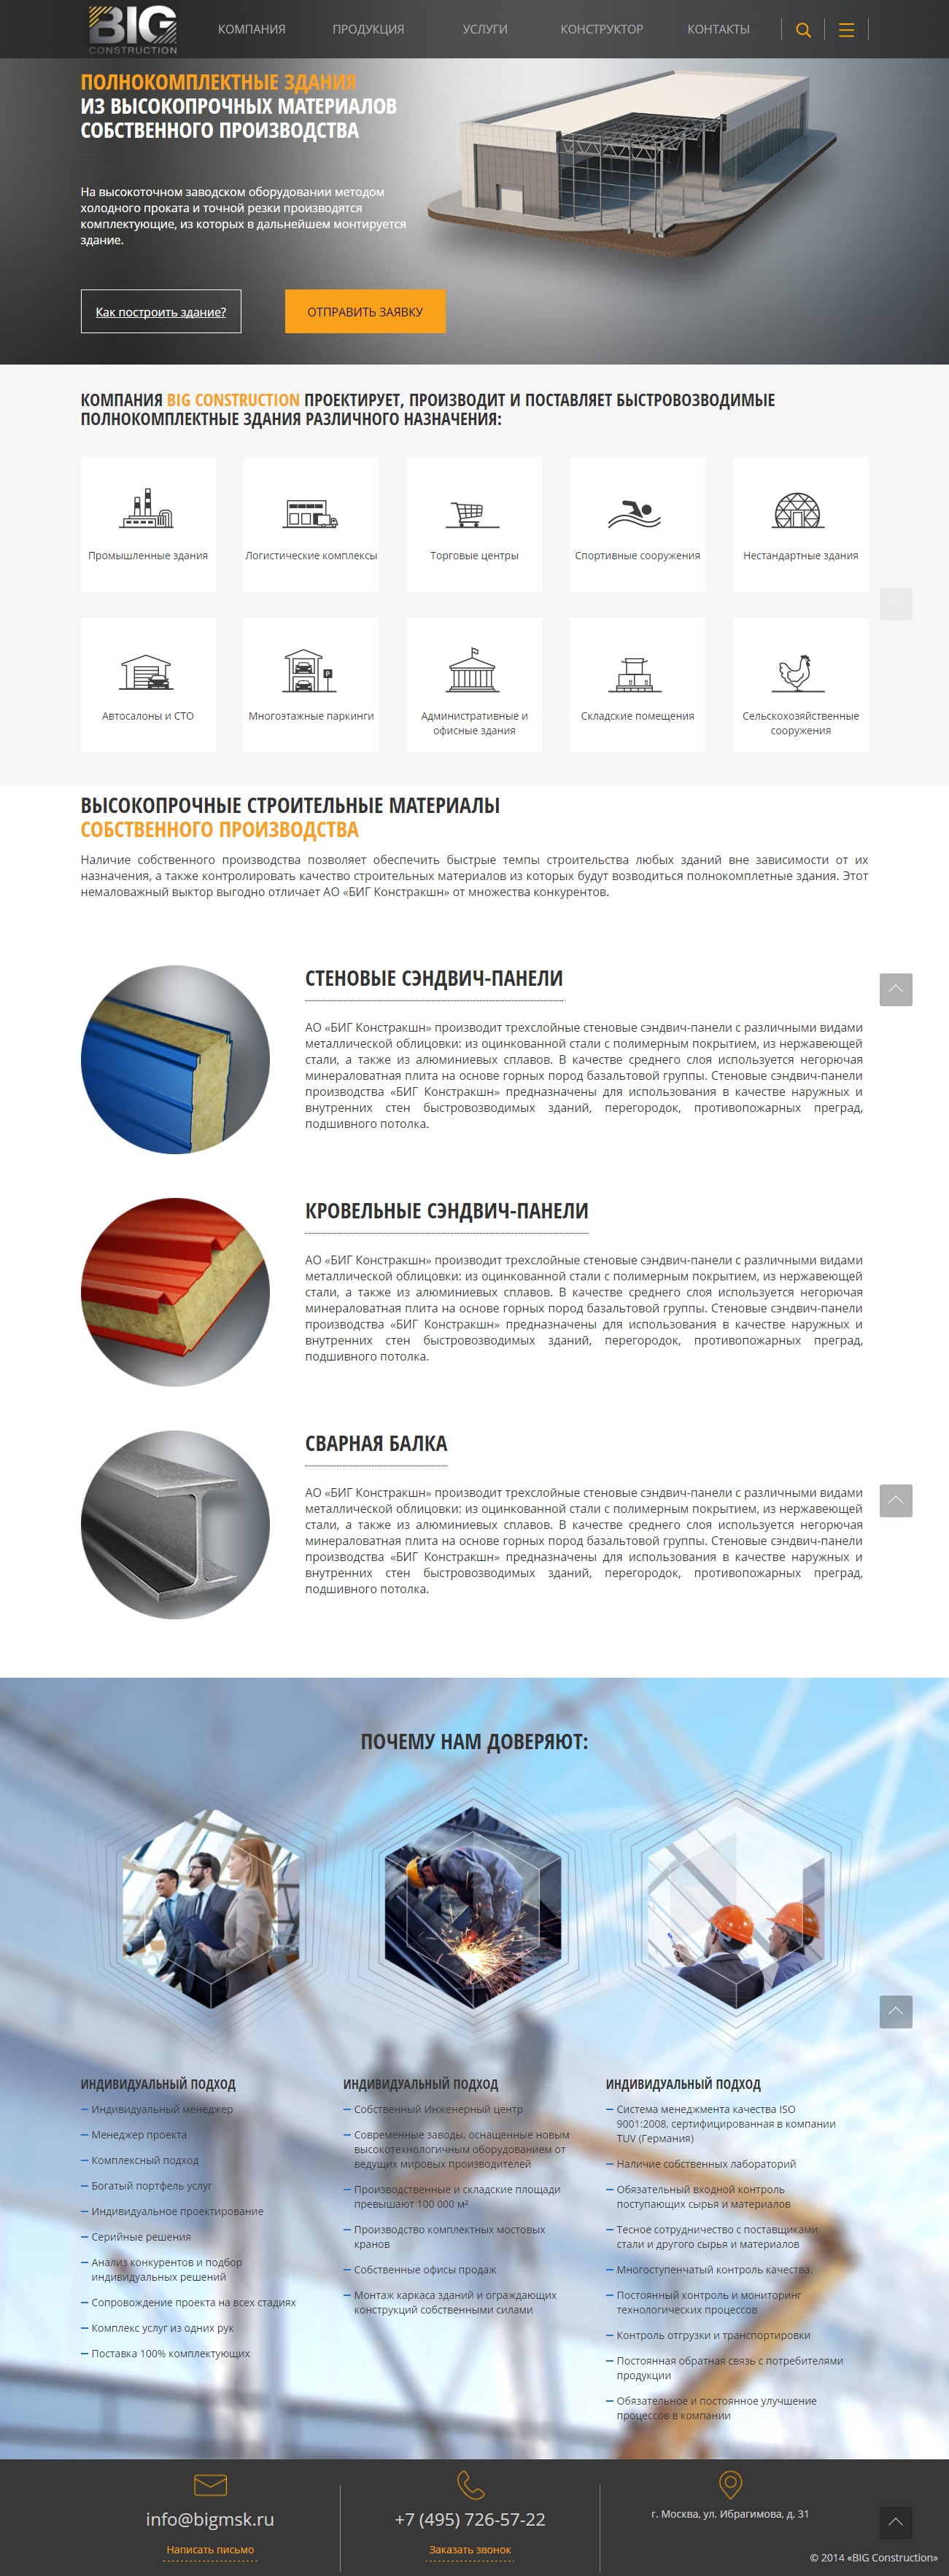 BIG
CONSTRUCTION
КОМПАНИЯ
ПРОДУКЦИЯ
УСЛУГИ
КОНСТРУКТОР
КОНТАКТЫ
ПОЛНОКОМПЛЕКТНЫЕ ЗДАНИЯ
ИЗ ВЫСОКОПРОЧНЫХ МАТЕРИАЛОВ
СОБСТВЕННОГО ПРОИЗВОДСТВА
На высокоточном заводском оборудовании методом
холодного проката и точной резки производятся
комплектующие, из которых в дальнейшем монтируется
здание.
Как построить здание?
ОТПРАВИТЬ ЗАЯВКУ
КОМПАНИЯ BIG CONSTRUCTION ПРОЕКТИРУЕТ, ПРОИЗВОДИТ И ПОСТАВЛЯЕТ БЫСТРОВОЗВОДИМЫЕ
ПОЛНОКОМПЛЕКТНЫЕ ЗДАНИЯ РАЗЛИЧНОГО НАЗНАЧЕНИЯ:
Промышленные здания
Логистические комплексы
Торговые центры
Спортивные сооружения
Нестандартные здания
Автосалоны и СТО
P
Многоэтажные паркинги
Административные и
офисные здания
Складские помещения
Сельскохозяйственные
сооружения
ВЫСОКОПРОЧНЫЕ СТРОИТЕЛЬНЫЕ МАТЕРИАЛЫ
СОБСТВЕННОГО ПРОИЗВОДСТВА
Наличие собственного производства позволяет обеспечить быстрые темпы строительства любых зданий вне зависимости от их
назначения, а также контролировать качество строительных материалов из которых будут возводиться полнокомплетные здания. Этот
немаловажный выктор выгодно отличает АО «БИГ Констракшн» от множества конкурентов.
СТЕНОВЫЕ СЭНДВИЧ-ПАНЕЛИ
АО «БИГ Констракшн» производит трехслойные стеновые сэндвич-панели с различными видами
металлической облицовки: из оцинкованной стали с полимерным покрытием, из нержавеющей
стали, а также из алюминиевых сплавов. В качестве среднего слоя используется негорючая
минераловатная плита на основе горных пород базальтовой группы. Стеновые сэндвич-панели
производства «БИГ Констракшн» предназначены для использования в качестве наружных и
внутренних стен быстровозводимых зданий, перегородок, противопожарных преград,
подшивного потолка.
КРОВЕЛЬНЫЕ СЭНДВИЧ-ПАНЕЛИ
АО «БИГ Констракшн» производит трехслойные стеновые сэндвич-панели с различными видами
металлической облицовки: из оцинкованной стали с полимерным покрытием, из нержавеющей
стали, а также из алюминиевых сплавов. В качестве среднего слоя используется негорючая
минераловатная плита на основе горных пород базальтовой группы. Стеновые сэндвич-панели
производства «БИГ Констракшн» предназначены для использования в качестве наружных и
внутренних стен быстровозводимых зданий, перегородок, противопожарных преград,
подшивного потолка.
СВАРНАЯ БАЛКА
АО «БИГ Констракшн» производит трехслойные стеновые сэндвич-панели с различными видами
металлической облицовки: из оцинкованной стали с полимерным покрытием, из нержавеющей
стали, а также из алюминиевых сплавов. В качестве среднего слоя используется негорючая
минераловатная плита на основе горных пород базальтовой группы. Стеновые сэндвич-панели
производства «БИГ Констракшн» предназначены для использования в качестве наружных и
внутренних стен быстровозводимых зданий, перегородок, противопожарных преград,
подшивного потолка.
ПОЧЕМУ НАМ ДОВЕРЯЮТ:
ИНДИВИДУАЛЬНЫЙ ПОДХОД
Индивидуальный менеджер
Менеджер проекта
Комплексный подход
Богатый портфель услуг
Индивидуальное проектирование
Серийные решения
Анализ конкурентов и подбор
индивидуальных решений
Сопровождение проекта на всех стадиях
Комплекс услуг из одних рук
Поставка 100% комплектующих
ИНДИВИДУАЛЬНЫЙ ПОДХОД
Собственный Инженерный центр
Современные заводы, оснащенные новым
высокотехнологичным оборудованием от
ведущих мировых производителей
Производственные и складские площади
превышают 100 000 м²
Производство комплектных мостовых
кранов
Собственные офисы продаж
Монтаж каркаса зданий и ограждающих
конструкций собственными силами
ИНДИВИДУАЛЬНЫЙ ПОДХОД
Система менеджмента качества ISO
9001:2008, сертифицированная в компании
TUV (Германия)
Наличие собственных лабораторий
Обязательный входной контроль
поступающих сырья и материалов
Тесное сотрудничество с поставщиками
стали и другого сырья и материалов
Многоступенчатый контроль качества.
Постоянный контроль и мониторинг
технологических процессов
Контроль отгрузки и транспортировки
Постоянная обратная связь с потребителями
продукции
Обязательное и постоянное улучшение
процессов в компании
info@bigmsk.ru
Написать письмо
+7 (495) 726-57-22
Заказать звонок
г. Москва, ул. Ибрагимова, д. 31
© 2014 «BIG Construction»